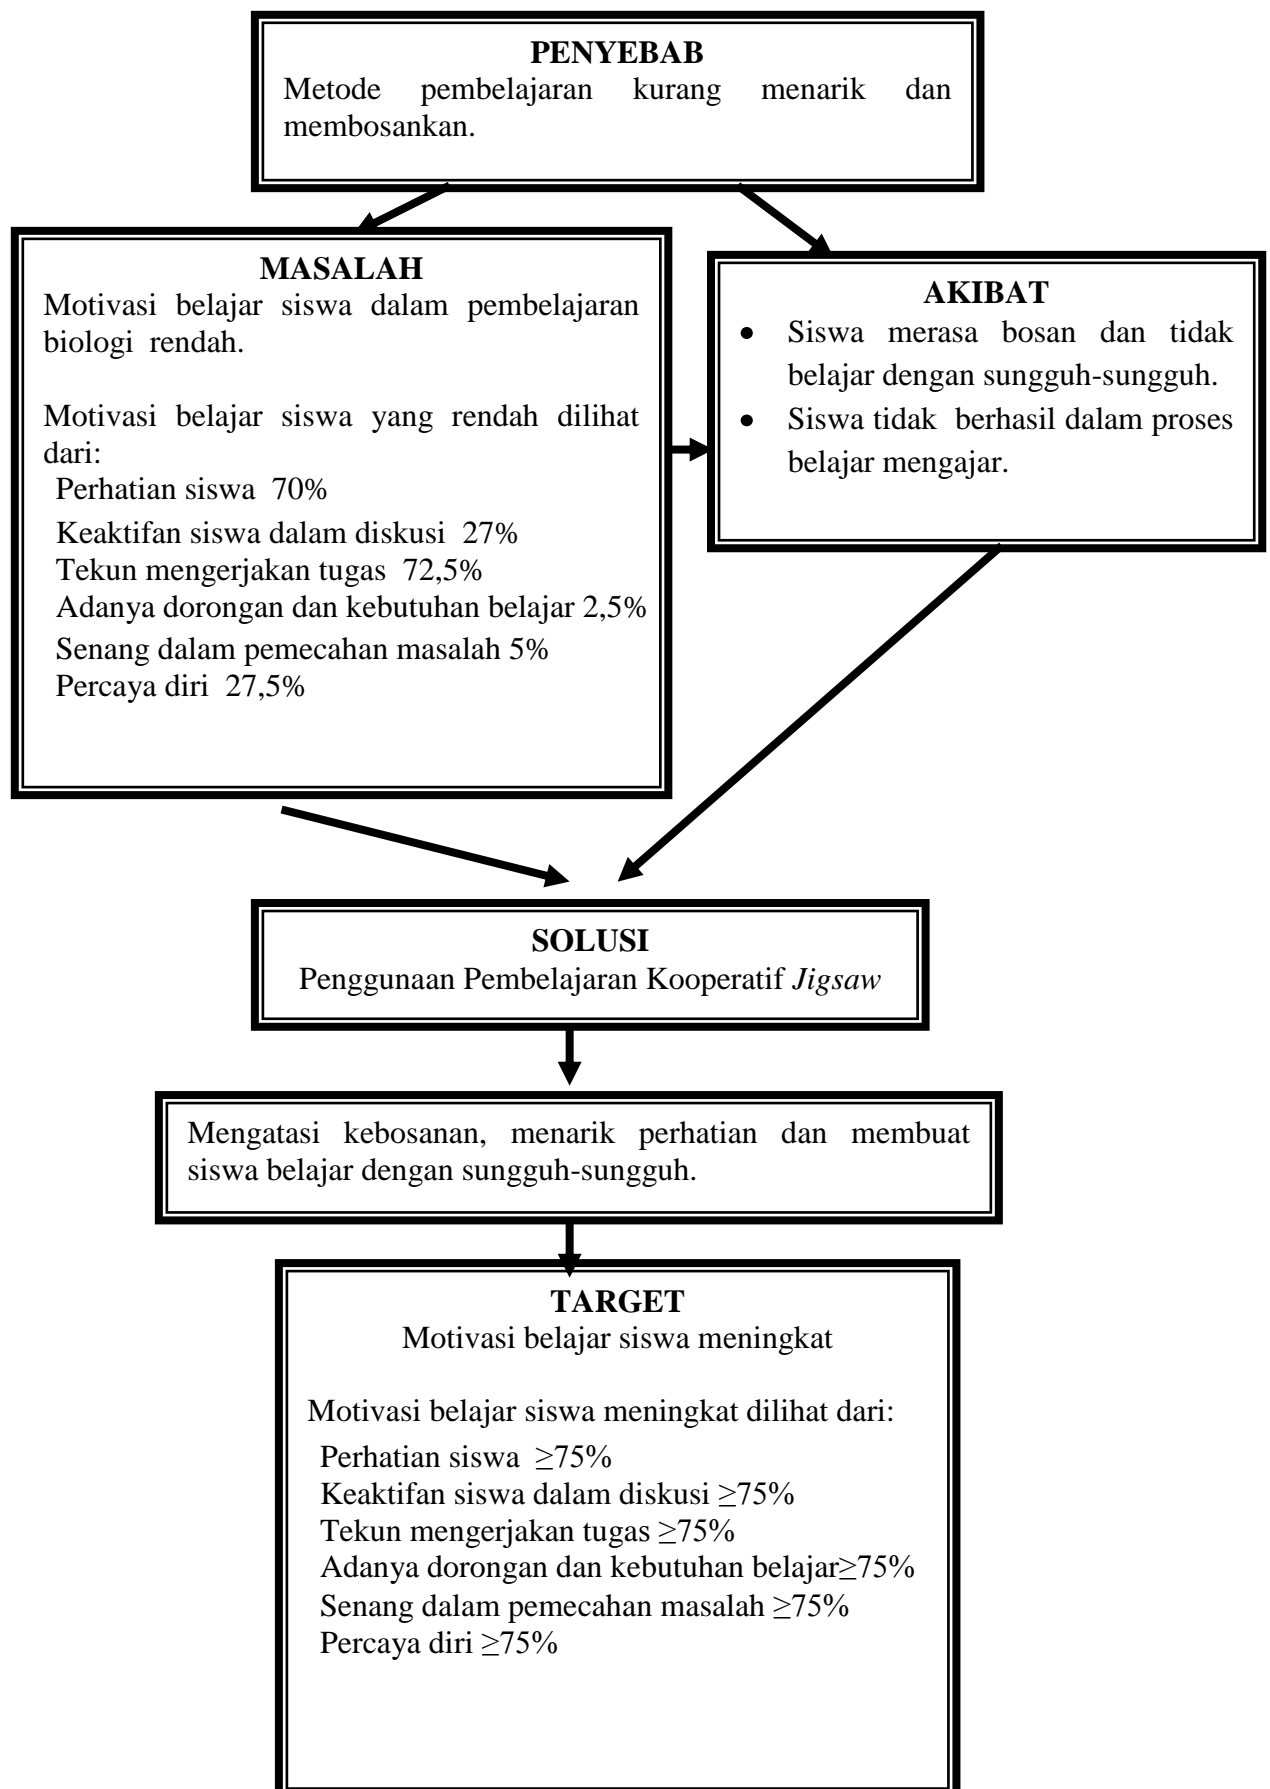 PENYEBAB
Metode pembelajaran kurang menarik dan
membosankan.
MASALAH
Motivasi belajar siswa dalam pembelajaran
biologi rendah.
Motivasi belajar siswa yang rendah dilihat
dari:
Perhatian siswa 70%
Keaktifan siswa dalam diskusi 27%
Tekun mengerjakan tugas 72,5%
Adanya dorongan dan kebutuhan belajar 2,5%
Senang dalam pemecahan masalah 5%
Percaya diri 27,5%
AKIBAT
• Siswa merasa bosan dan tidak
belajar dengan sungguh-sungguh.
• Siswa tidak berhasil dalam proses
belajar mengajar.
SOLUSI
Penggunaan Pembelajaran Kooperatif Jigsaw
Mengatasi kebosanan, menarik perhatian dan membuat
siswa belajar dengan sungguh-sungguh.
TARGET
Motivasi belajar siswa meningkat
Motivasi belajar siswa meningkat dilihat dari:
Perhatian siswa ≥75%
Keaktifan siswa dalam diskusi ≥75%
Tekun mengerjakan tugas ≥75%
Adanya dorongan dan kebutuhan belajar≥75%
Senang dalam pemecahan masalah ≥75%
Percaya diri ≥75%